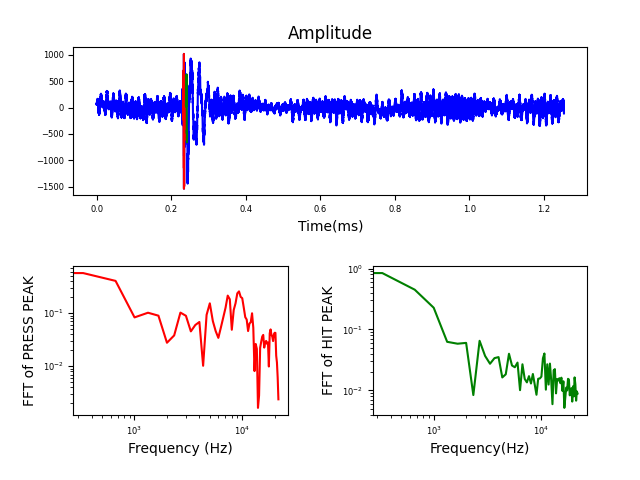 Amplitude
1000
500
0
−500
−1000
−1500
0.0 0.2 0.4 0.6 0.8 1.0 1.2
Time(ms)
FFT of PRESS PEAK
10⁻¹
10⁻²
10³ 10⁴
Frequency (Hz)
FFT of HIT PEAK
10⁰
10⁻¹
10⁻²
10³ 10⁴
Frequency(Hz)